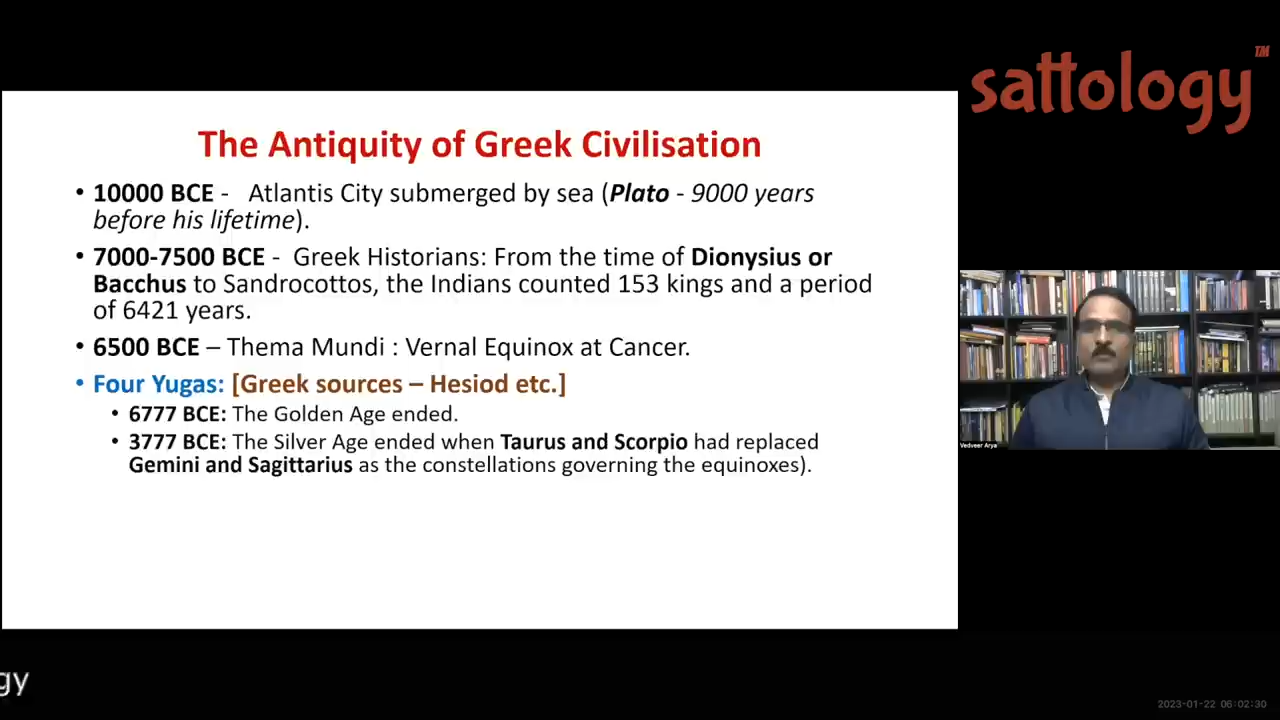 sattology™
The Antiquity of Greek Civilisation
• 10000 BCE - Atlantis City submerged by sea (Plato - 9000 years
before his lifetime).
• 7000-7500 BCE - Greek Historians: From the time of Dionysius or
Bacchus to Sandrocottos, the Indians counted 153 kings and a period
of 6421 years.
• 6500 BCE – Thema Mundi : Vernal Equinox at Cancer.
• Four Yugas: [Greek sources – Hesiod etc.]
• 6777 BCE: The Golden Age ended.
• 3777 BCE: The Silver Age ended when Taurus and Scorpio had replaced
Gemini and Sagittarius as the constellations governing the equinoxes).
Vedveer Arya
gy
2023-01-22 06:02:30